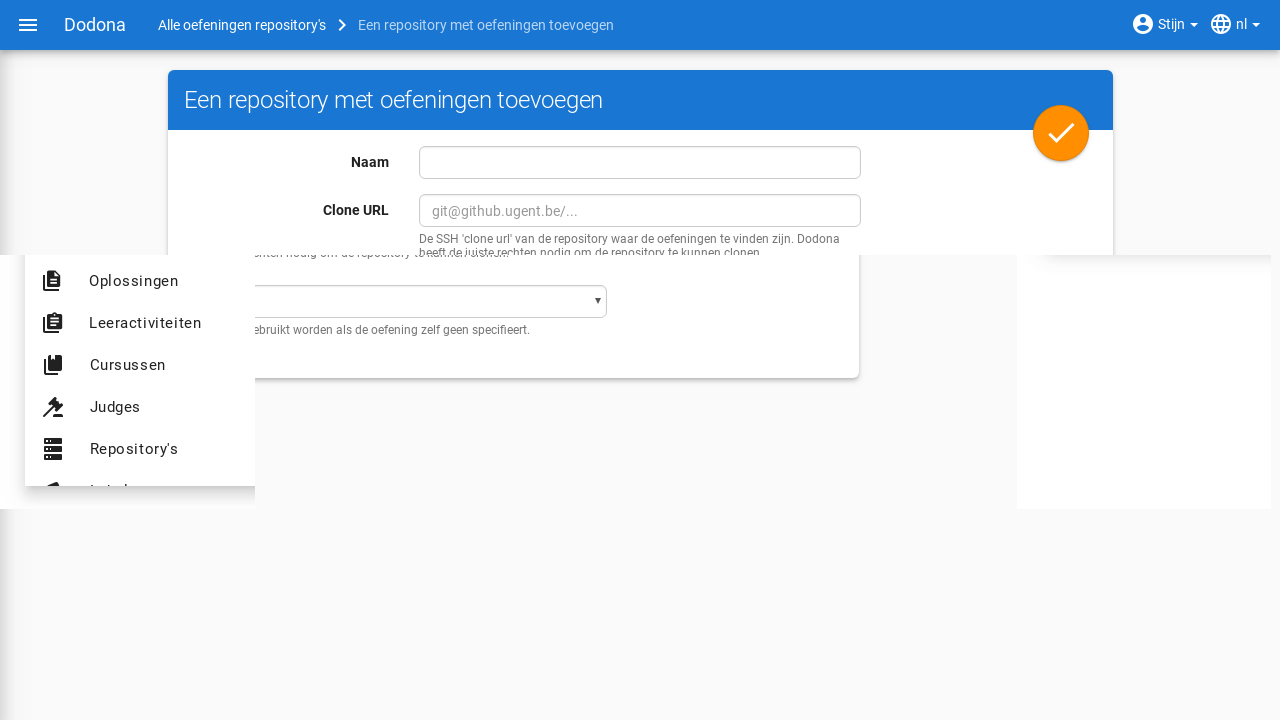 Dodona
Alle oefeningen repository's
Een repository met oefeningen toevoegen
Stijn
nl
Een repository met oefeningen toevoegen
Naam
Clone URL
git@github.ugent.be/...
De SSH 'clone url' van de repository waar de oefeningen te vinden zijn. Dodona
heeft de juiste rechten nodig om de repository te kunnen clonen.
Oplossingen
Leeractiviteiten
ebruikt worden als de oefening zelf geen specifieert.
Cursussen
Judges
Repository's